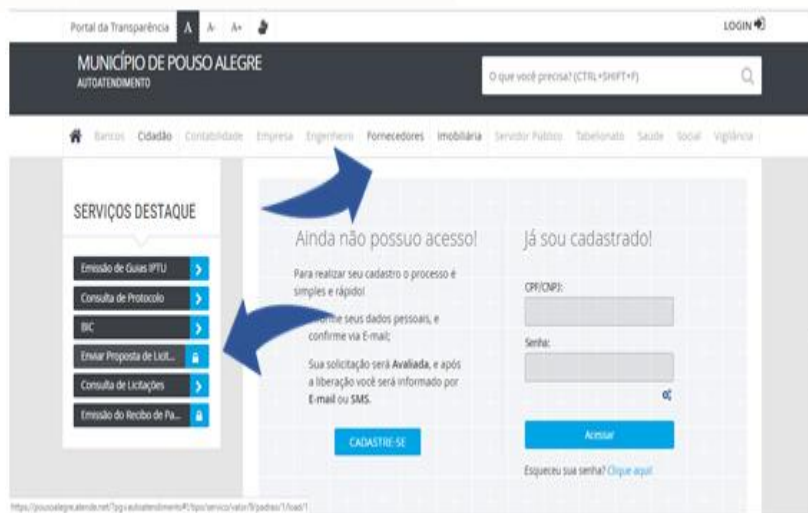 Portal da Transparência A A- A+ LOGIN
MUNICÍPIO DE POUSO ALEGRE
AUTOATENDIMENTO
O que você precisa? (CTRL+SHIFT+F)
Bancos Cidadão Contabilidade Empresa Engenheiro Fornecedores Imobiliária Servidor Público Tabelionato Saúde Social Vigilância
SERVIÇOS DESTAQUE
Emissão de Guias IPTU
Consulta de Protocolo
BIC
Enviar Proposta de Licit...
Consulta de Licitações
Emissão do Recibo de Pa...
Ainda não possuo acesso!
Para realizar seu cadastro o processo é
simples e rápido!
seus dados pessoais, e
confirme via E-mail;
Sua solicitação será Avaliada, e após
a liberação você será informado por
E-mail ou SMS.
CADASTRE-SE
Já sou cadastrado!
CPF/CNPJ:
Senha:
Acessar
Esqueceu sua senha? Clique aqui!